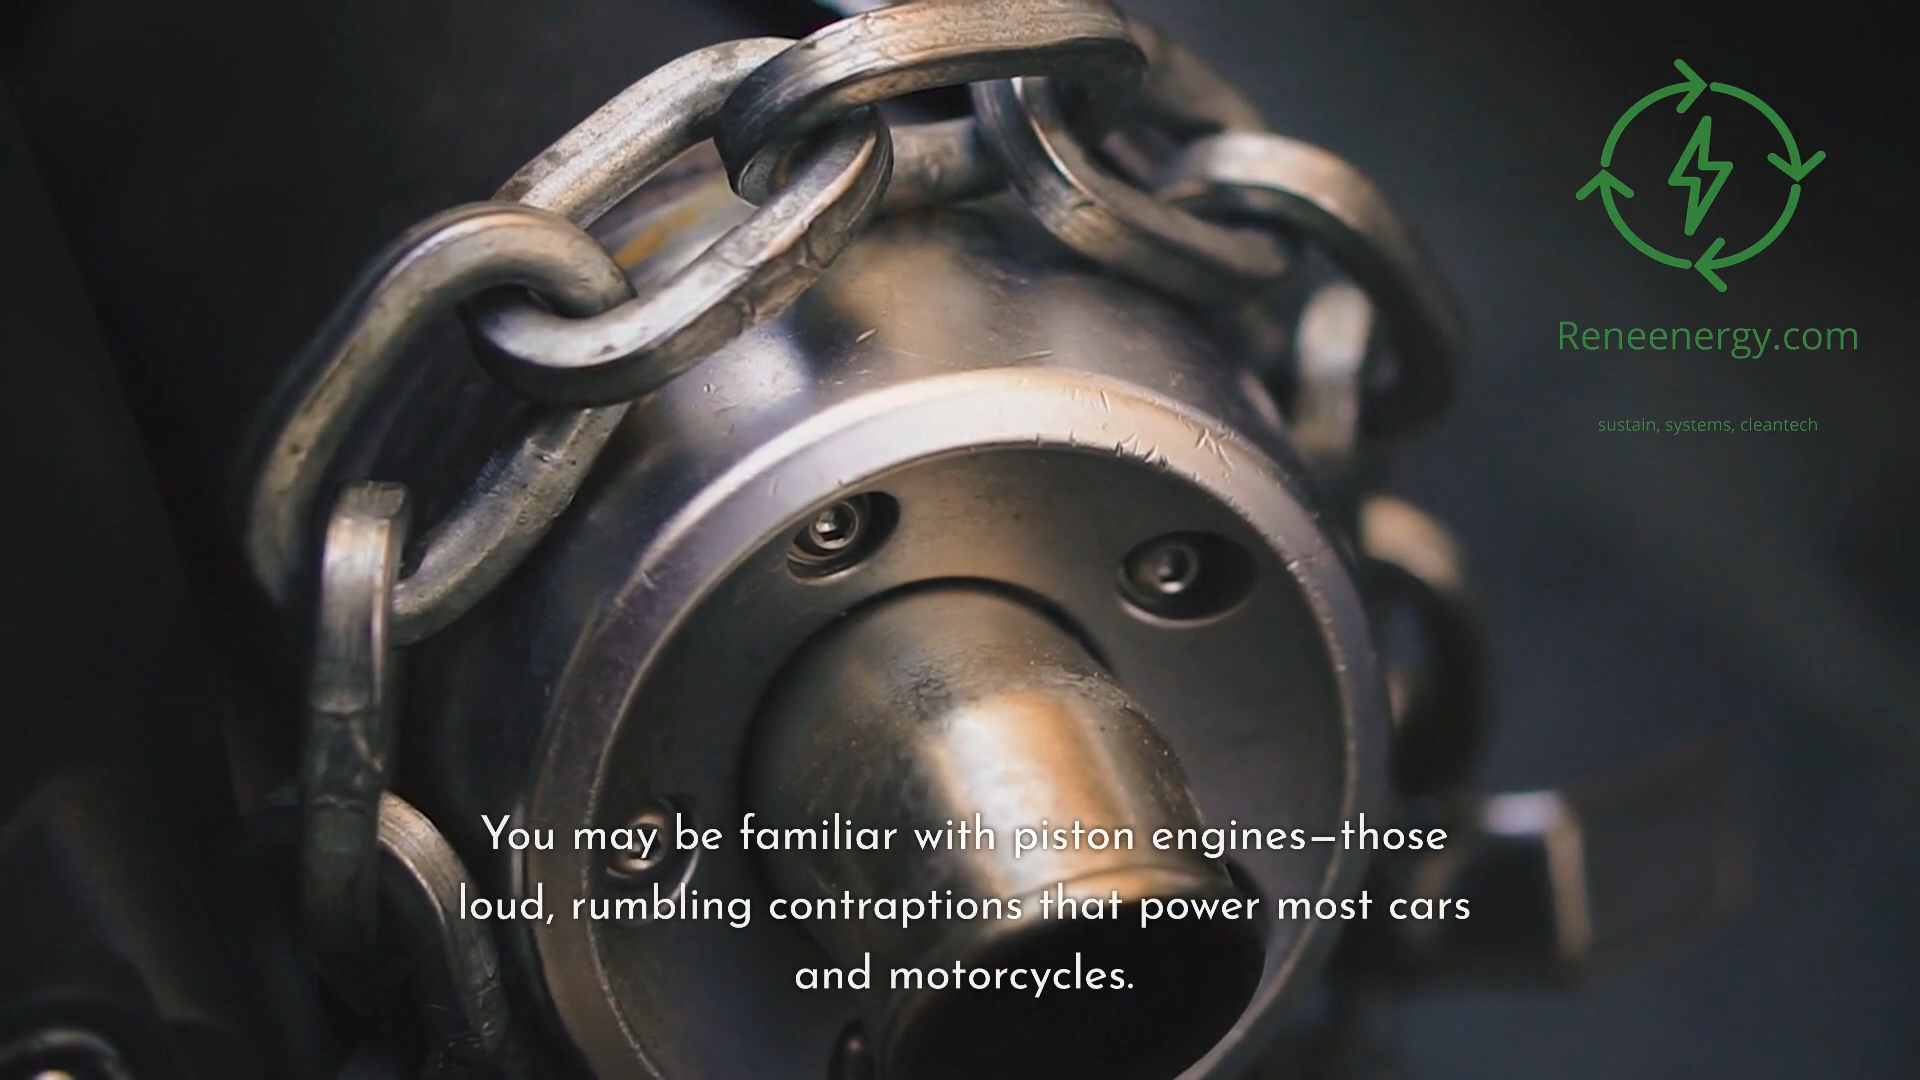 Reneenergy.com
sustain, systems, cleantech
You may be familiar with piston engines—those
loud, rumbling contraptions that power most cars
and motorcycles.